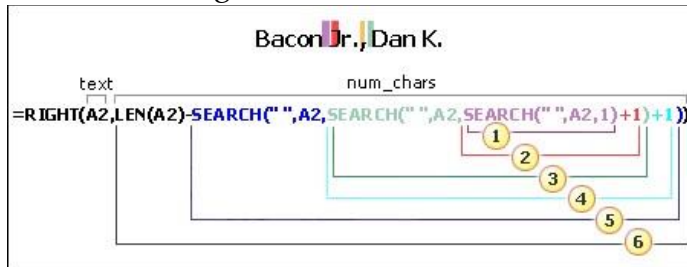 Bacon Jr., Dan K.
text num_chars
=RIGHT(A2,LEN(A2)-SEARCH(" ",A2,SEARCH(" ",A2,SEARCH(" ",A2,1)+1)+1))
1
2
3
4
5
6